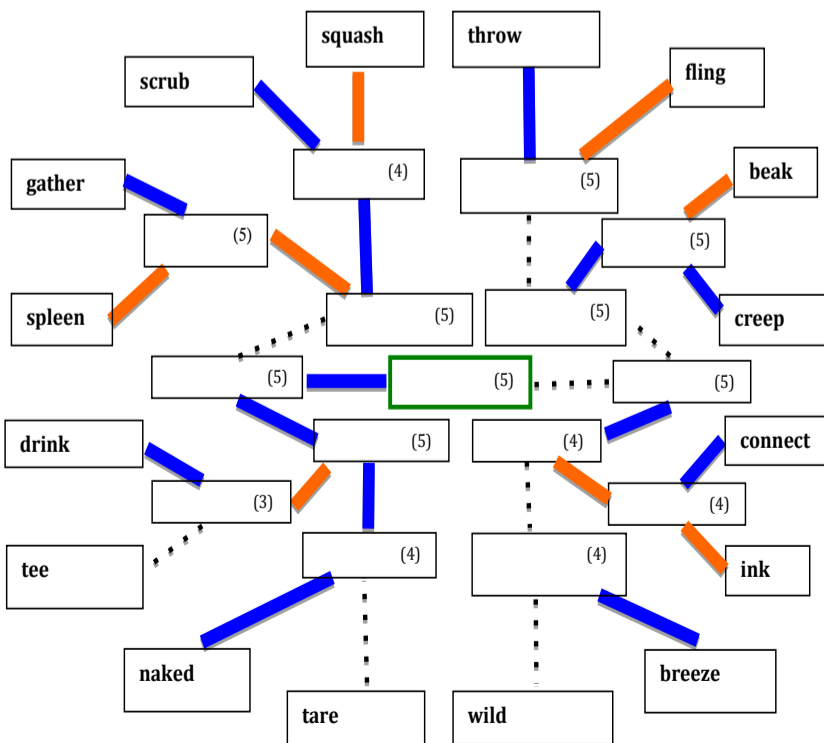 squash
throw
scrub
fling
(4)
gather
(5)
beak
(5)
(5)
spleen
(5)
(5)
creep
(5)
(5)
(5)
drink
(5)
(4)
connect
(3)
(4)
tee
(4)
(4)
ink
naked
breeze
tare
wild